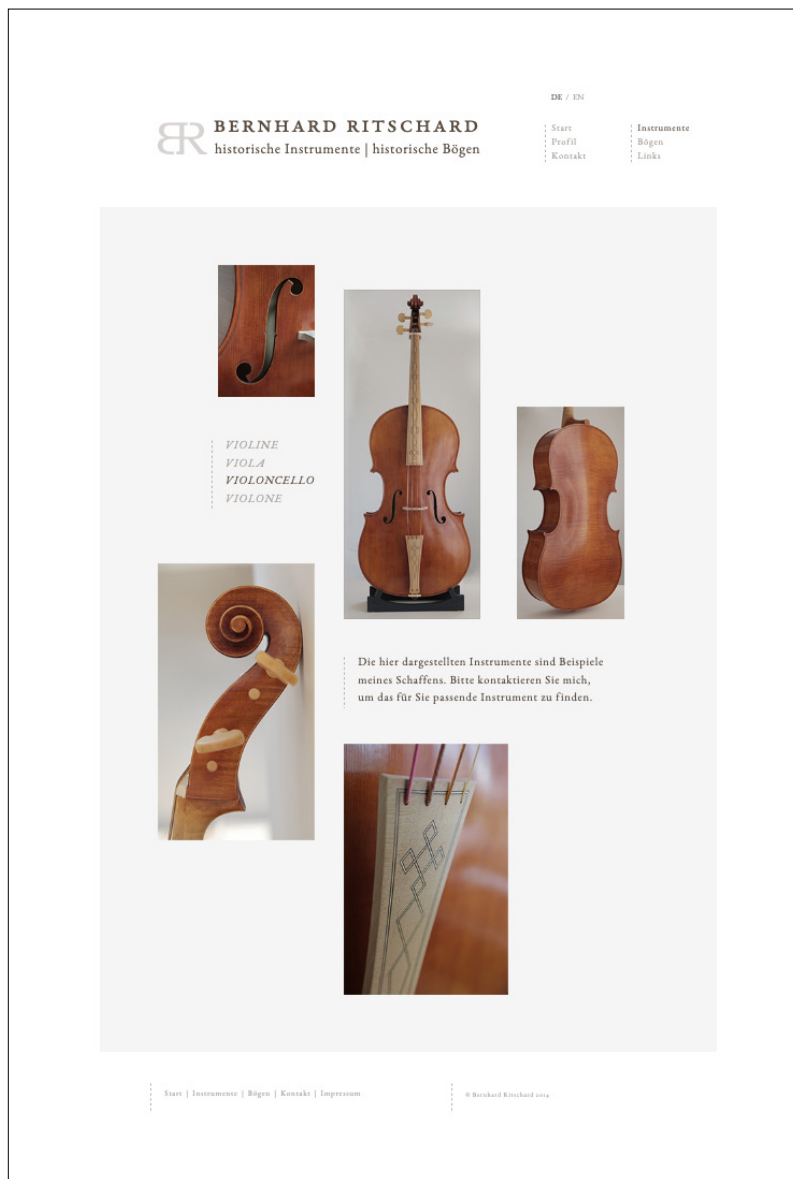 DE / EN
BR BERNHARD RITSCHARD
historische Instrumente | historische Bögen
Start
Profil
Kontakt
Instrumente
Bögen
Links
VIOLINE
VIOLA
VIOLONCELLO
VIOLONE
Die hier dargestellten Instrumente sind Beispiele
meines Schaffens. Bitte kontaktieren Sie mich,
um das für Sie passende Instrument zu finden.
Start | Instrumente | Bögen | Kontakt | Impressum
© Bernhard Ritschard 2014